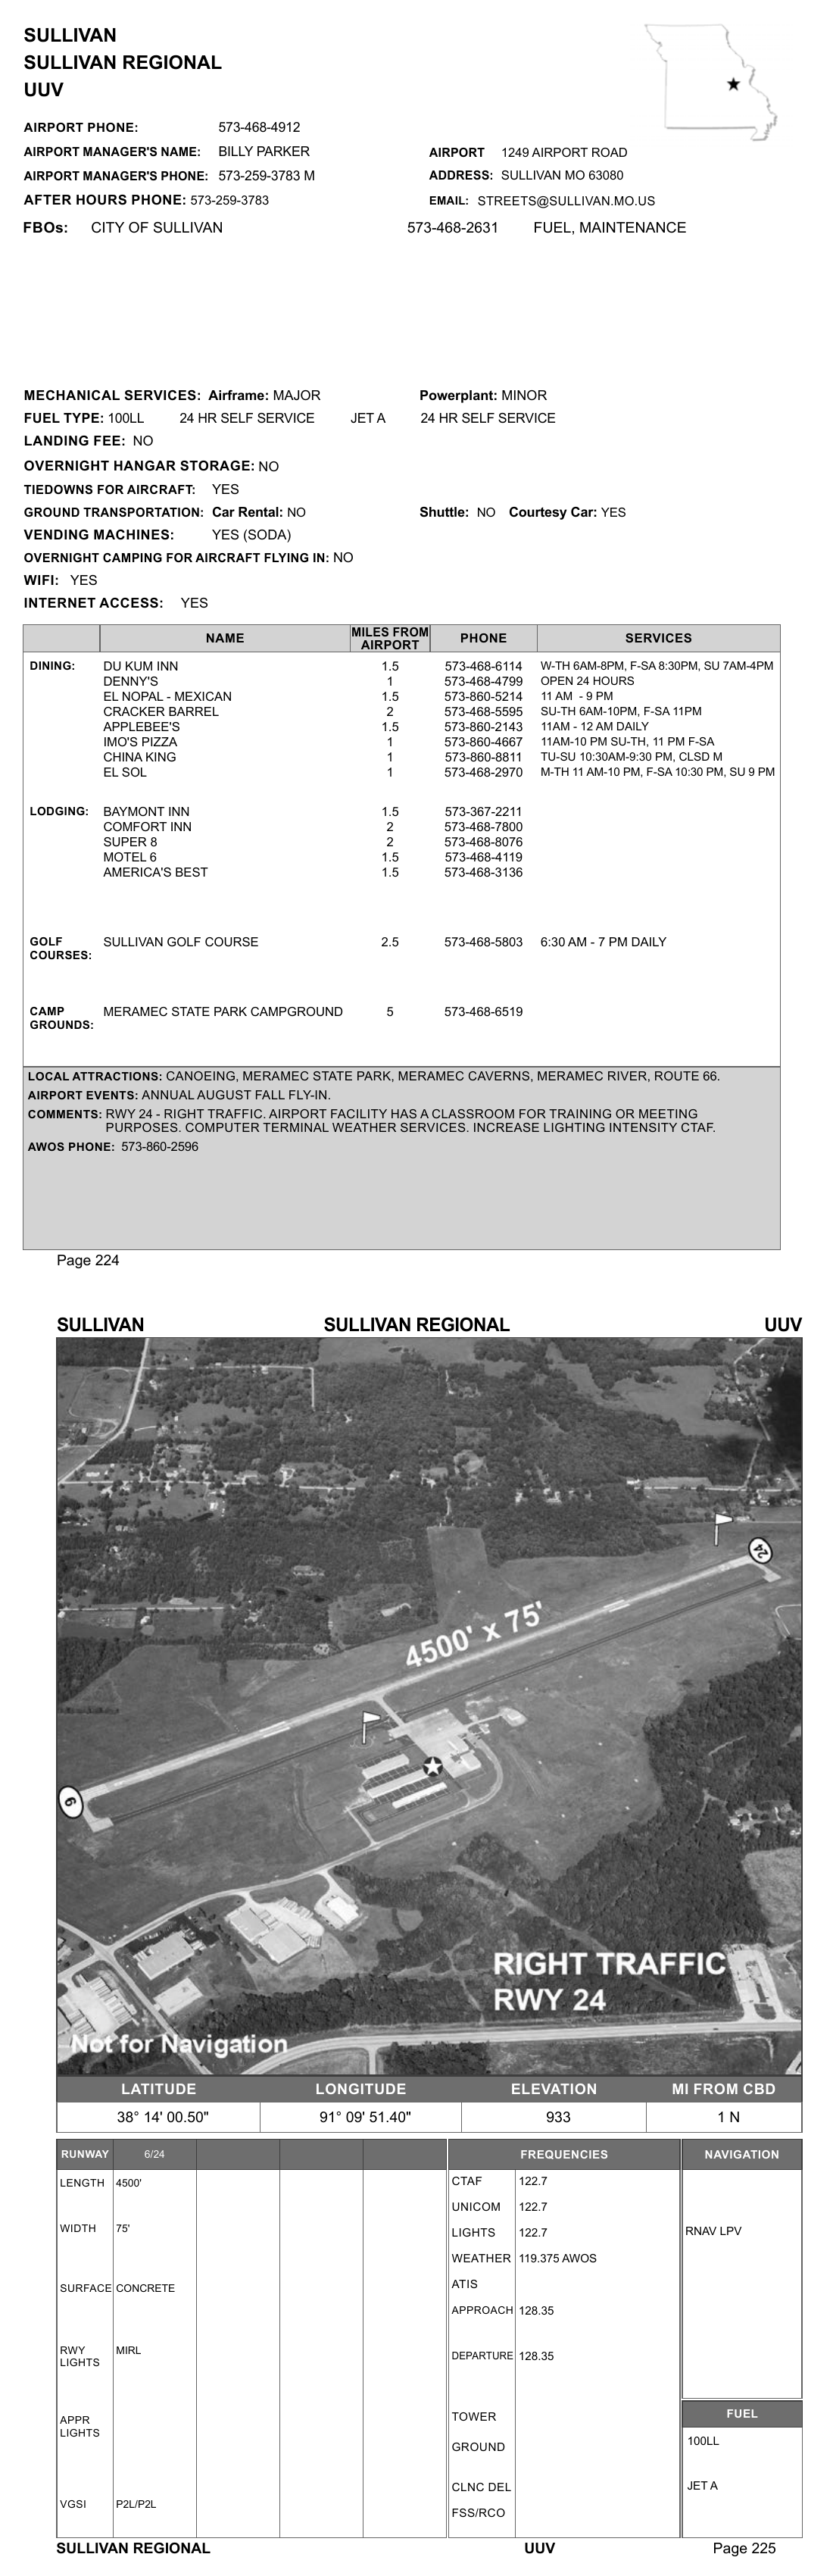 SULLIVAN
SULLIVAN REGIONAL
UUV
AIRPORT PHONE: 573-468-4912
AIRPORT MANAGER'S NAME: BILLY PARKER
AIRPORT 1249 AIRPORT ROAD
AIRPORT MANAGER'S PHONE: 573-259-3783 M
ADDRESS: SULLIVAN MO 63080
AFTER HOURS PHONE: 573-259-3783
EMAIL: STREETS@SULLIVAN.MO.US
FBOs: CITY OF SULLIVAN 573-468-2631 FUEL, MAINTENANCE
MECHANICAL SERVICES: Airframe: MAJOR Powerplant: MINOR
FUEL TYPE: 100LL 24 HR SELF SERVICE JET A 24 HR SELF SERVICE
LANDING FEE: NO
OVERNIGHT HANGAR STORAGE: NO
TIEDOWNS FOR AIRCRAFT: YES
GROUND TRANSPORTATION: Car Rental: NO Shuttle: NO Courtesy Car: YES
VENDING MACHINES: YES (SODA)
OVERNIGHT CAMPING FOR AIRCRAFT FLYING IN: NO
WIFI: YES
INTERNET ACCESS: YES
NAME MILES FROM AIRPORT PHONE SERVICES
DINING: DU KUM INN 1.5 573-468-6114 W-TH 6AM-8PM, F-SA 8:30PM, SU 7AM-4PM
DENNY'S 1 573-468-4799 OPEN 24 HOURS
EL NOPAL - MEXICAN 1.5 573-860-5214 11 AM - 9 PM
CRACKER BARREL 2 573-468-5595 SU-TH 6AM-10PM, F-SA 11PM
APPLEBEE'S 1.5 573-860-2143 11AM - 12 AM DAILY
IMO'S PIZZA 1 573-860-4667 11AM-10 PM SU-TH, 11 PM F-SA
CHINA KING 1 573-860-8811 TU-SU 10:30AM-9:30 PM, CLSD M
EL SOL 1 573-468-2970 M-TH 11 AM-10 PM, F-SA 10:30 PM, SU 9 PM
LODGING: BAYMONT INN 1.5 573-367-2211
COMFORT INN 2 573-468-7800
SUPER 8 2 573-468-8076
MOTEL 6 1.5 573-468-4119
AMERICA'S BEST 1.5 573-468-3136
GOLF COURSES: SULLIVAN GOLF COURSE 2.5 573-468-5803 6:30 AM - 7 PM DAILY
CAMP GROUNDS: MERAMEC STATE PARK CAMPGROUND 5 573-468-6519
LOCAL ATTRACTIONS: CANOEING, MERAMEC STATE PARK, MERAMEC CAVERNS, MERAMEC RIVER, ROUTE 66.
AIRPORT EVENTS: ANNUAL AUGUST FALL FLY-IN.
COMMENTS: RWY 24 - RIGHT TRAFFIC. AIRPORT FACILITY HAS A CLASSROOM FOR TRAINING OR MEETING
PURPOSES. COMPUTER TERMINAL WEATHER SERVICES. INCREASE LIGHTING INTENSITY CTAF.
AWOS PHONE: 573-860-2596
Page 224
SULLIVAN SULLIVAN REGIONAL UUV
24
4500' x 75'
6
RIGHT TRAFFIC
RWY 24
Not for Navigation
LATITUDE LONGITUDE ELEVATION MI FROM CBD
38° 14' 00.50" 91° 09' 51.40" 933 1 N
RUNWAY 6/24
LENGTH 4500'
WIDTH 75'
SURFACE CONCRETE
RWY LIGHTS MIRL
APPR LIGHTS
VGSI P2L/P2L
FREQUENCIES
CTAF 122.7
UNICOM 122.7
LIGHTS 122.7
WEATHER 119.375 AWOS
ATIS
APPROACH 128.35
DEPARTURE 128.35
TOWER
GROUND
CLNC DEL
FSS/RCO
NAVIGATION
RNAV LPV
FUEL
100LL
JET A
SULLIVAN REGIONAL UUV Page 225